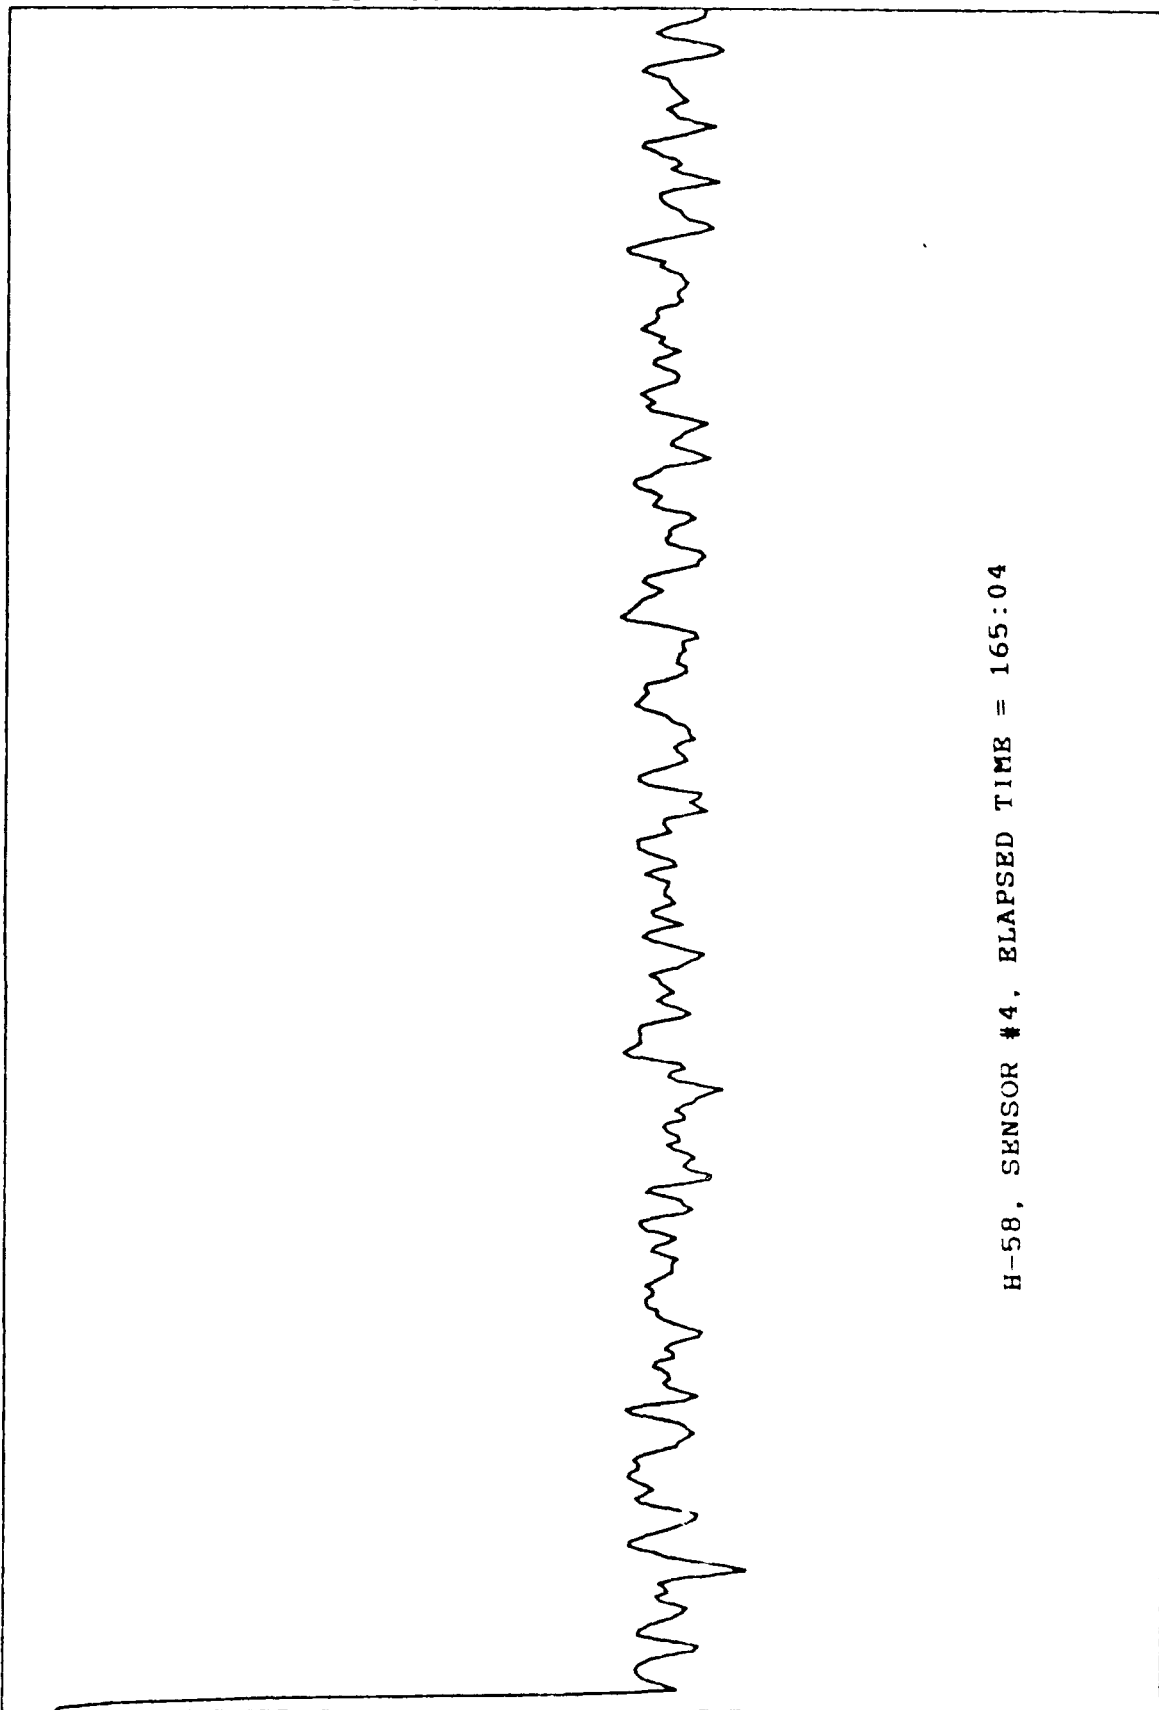 H-58, SENSOR #4, ELAPSED TIME = 165:04